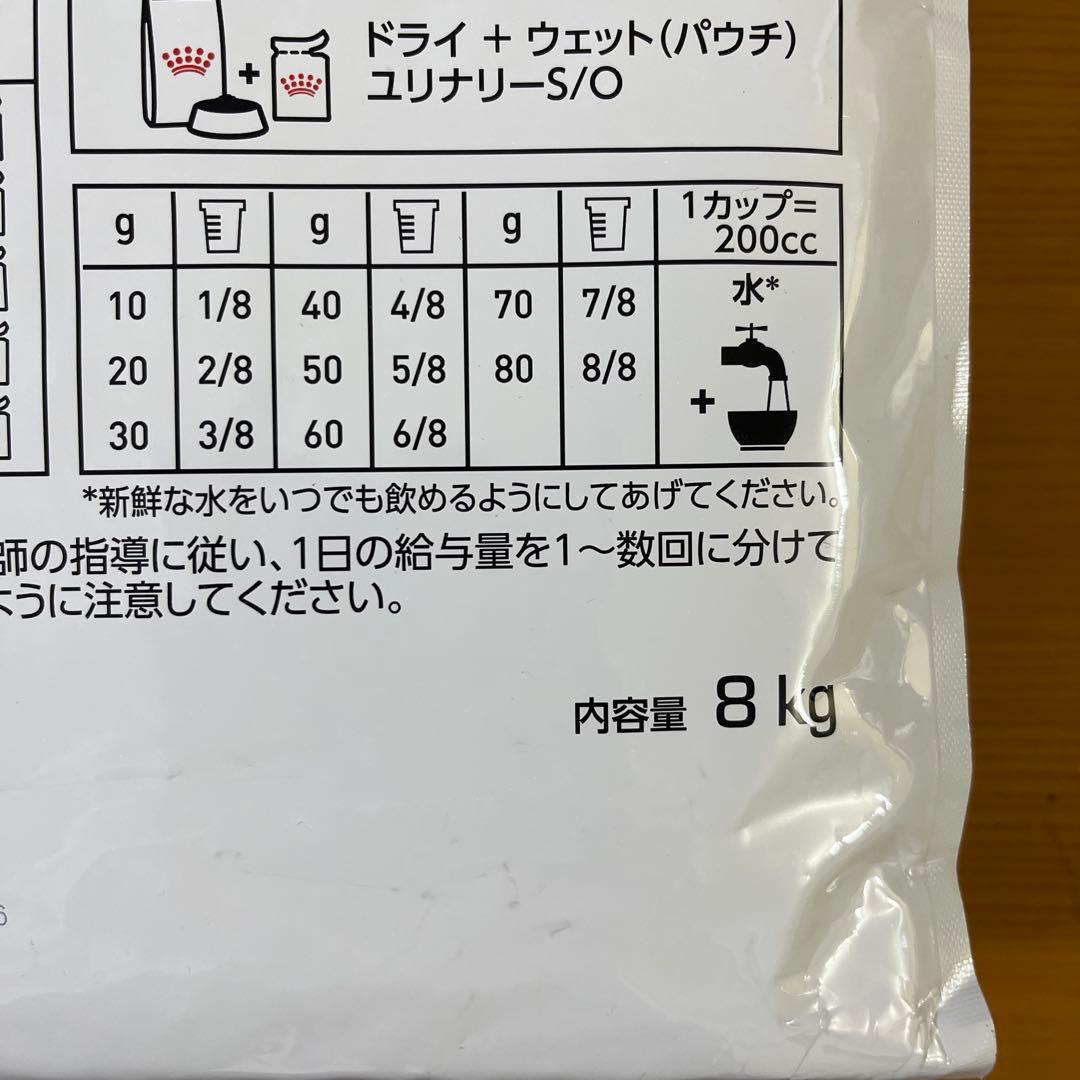 ドライ + ウェット(パウチ)
ユリナリーS/O
g g g 1カップ=
200cc
10 1/8 40 4/8 70 7/8 水*
20 2/8 50 5/8 80 8/8
+
30 3/8 60 6/8
*新鮮な水をいつでも飲めるようにしてあげてください。
師の指導に従い、1日の給与量を1〜数回に分けて
ように注意してください。
内容量 8 kg
6